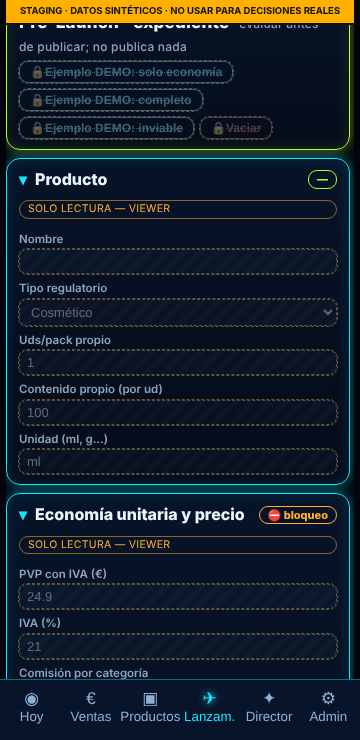 STAGING · DATOS SINTÉTICOS · NO USAR PARA DECISIONES REALES
Pre-Launch · expediente evaluar antes
de publicar; no publica nada
🔒Ejemplo DEMO: solo economía
🔒Ejemplo DEMO: completo
🔒Ejemplo DEMO: inviable 🔒Vaciar
▼ Producto —
SOLO LECTURA — VIEWER
Nombre
Tipo regulatorio
Cosmético
Uds/pack propio
1
Contenido propio (por ud)
100
Unidad (ml, g…)
ml
▼ Economía unitaria y precio ⛔ bloqueo
SOLO LECTURA — VIEWER
PVP con IVA (€)
24.9
IVA (%)
21
Comisión por categoría
Hoy Ventas Productos Lanzam. Director Admin